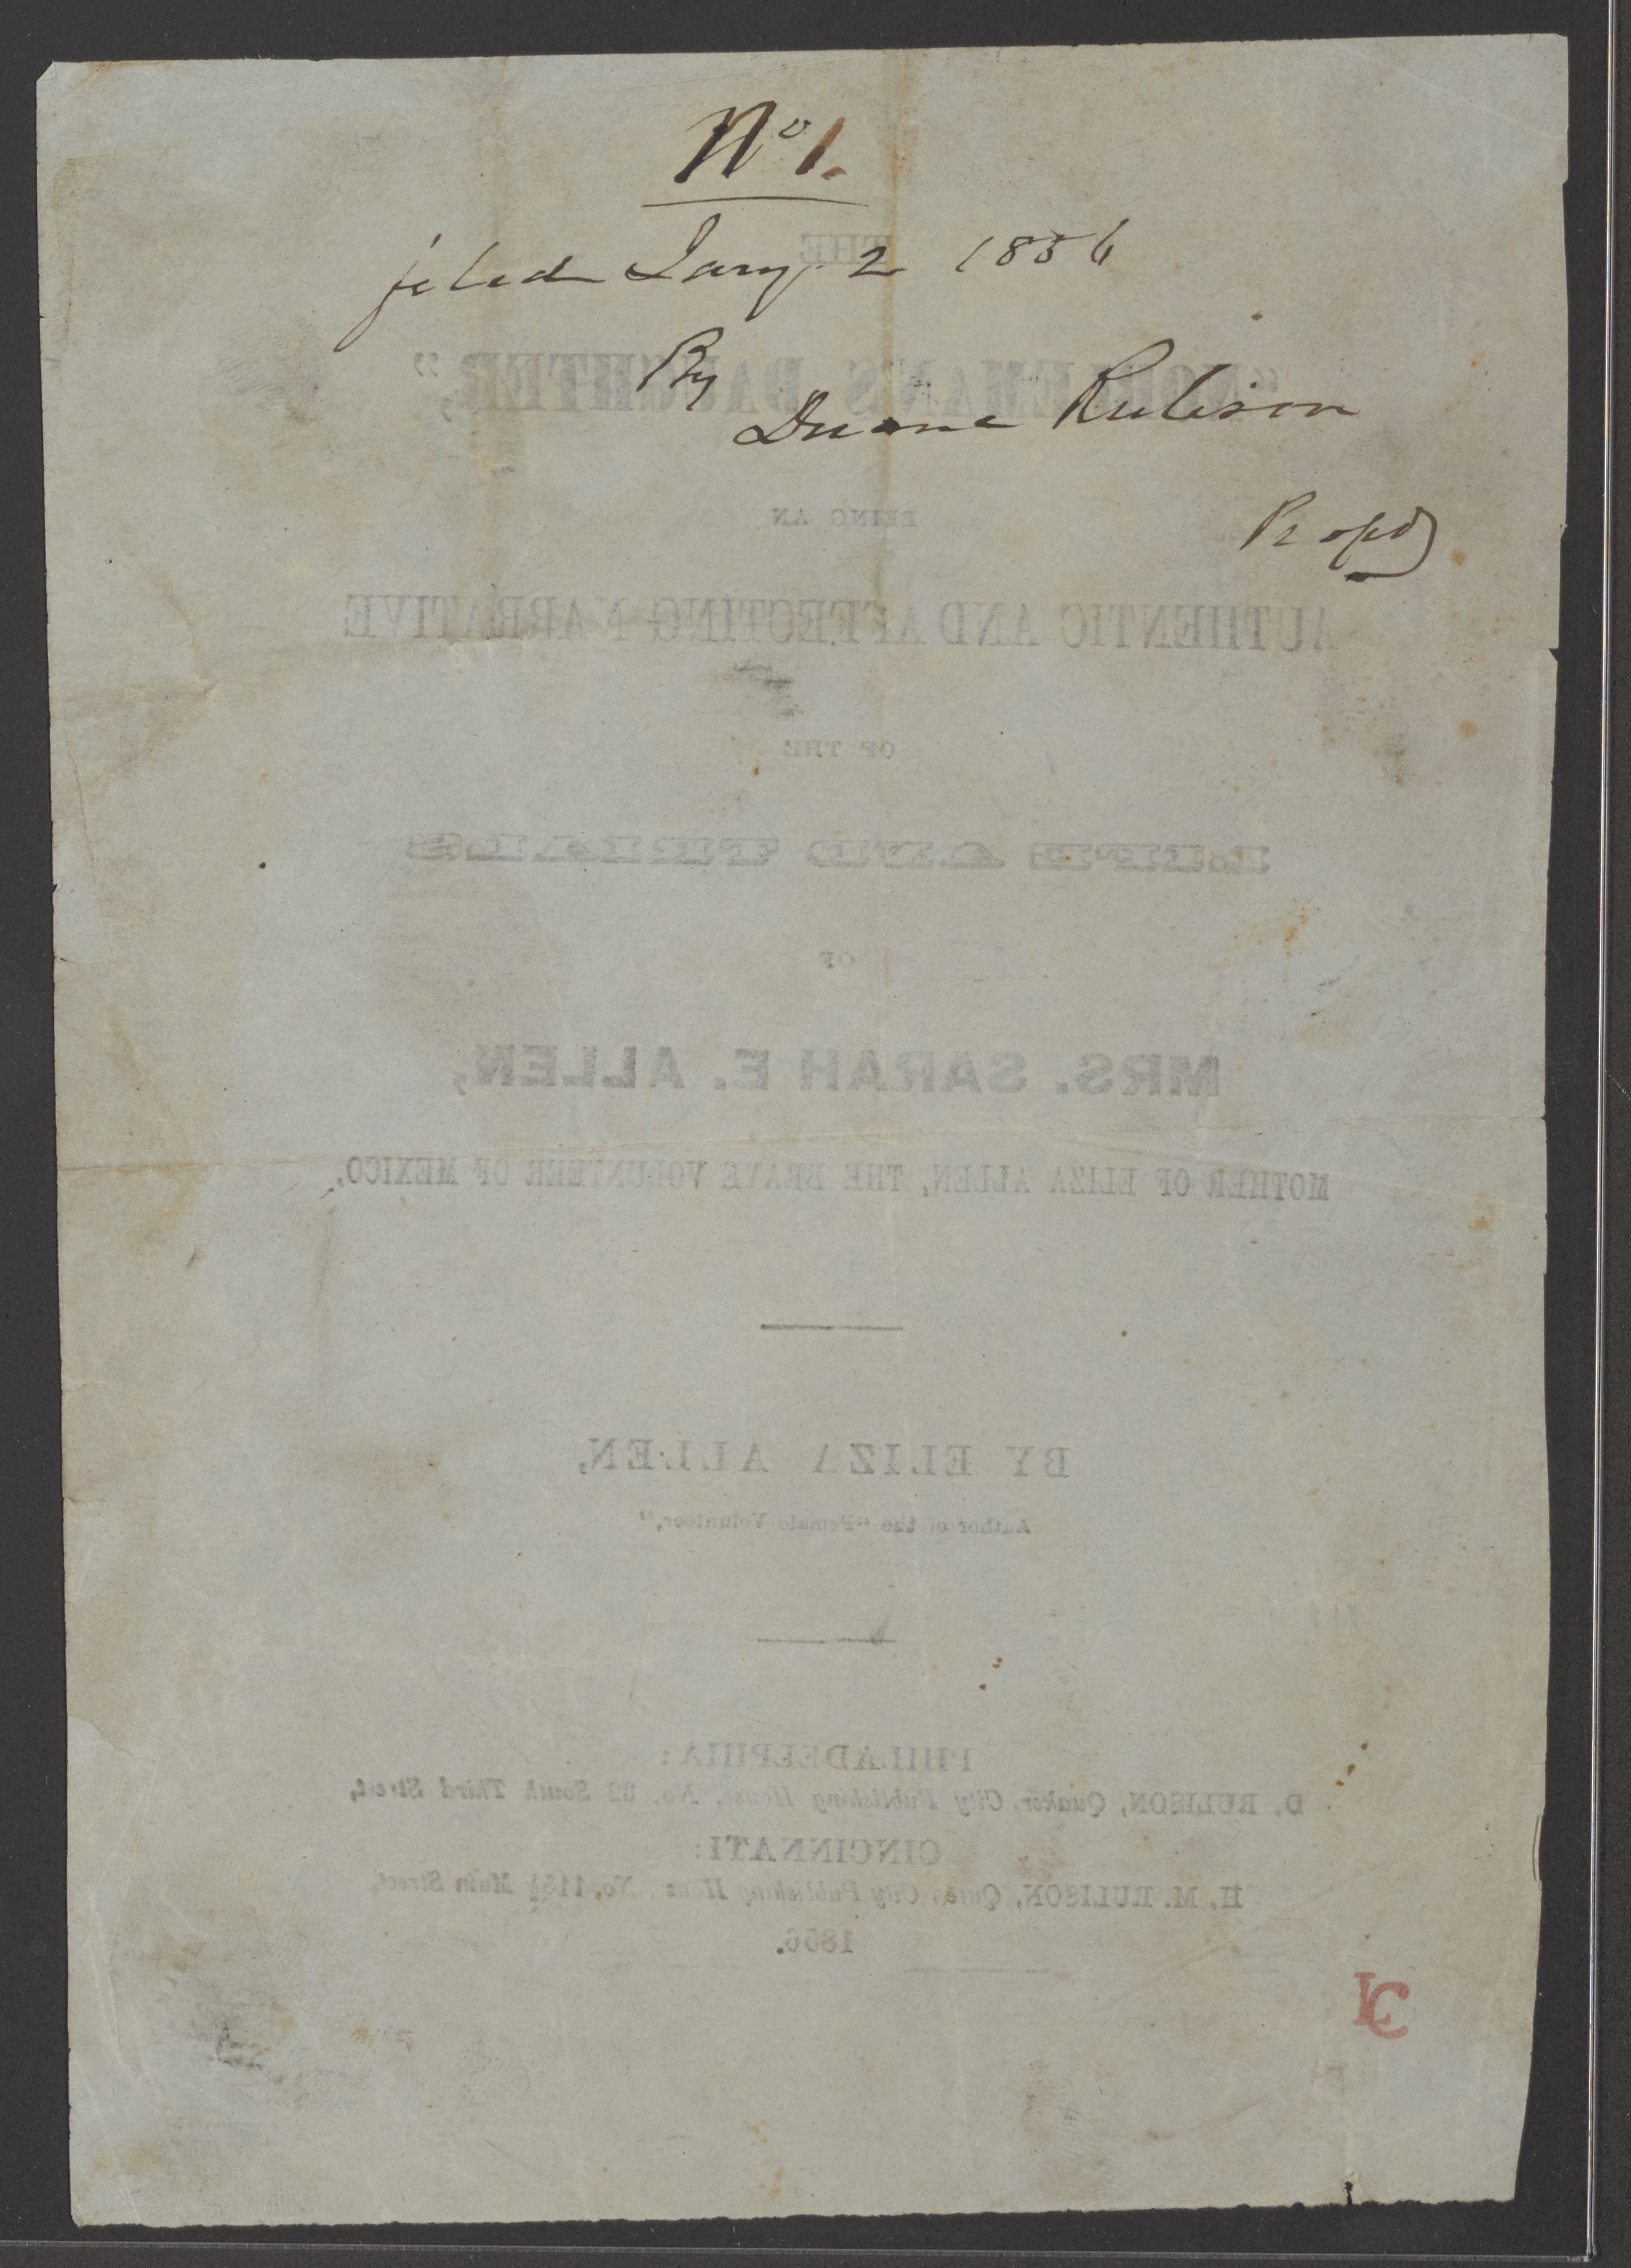 No 1.
filed Jany. 2 1856
By
Duane Rulison
Propr
THE
DAUGHTER,"
BEING AN
AUTHENTIC AND AFFECTING NARRATIVE
OF THE
LIFE AND TRIALS
OF
MRS. SARAH E. ALLEN,
MOTHER OF ELIZA ALLEN, THE BRAVE VOLUNTEER OF MEXICO,
BY ELIZA ALLEN,
Author of the "Female Volunteer,"
PHILADELPHIA:
D. RULISON, Quaker City Publishing House, No. 33 South Third Street,
CINCINNATI:
H. M. RULISON, Queen City Publishing House, No. 115½ Main Street
1856.
LC